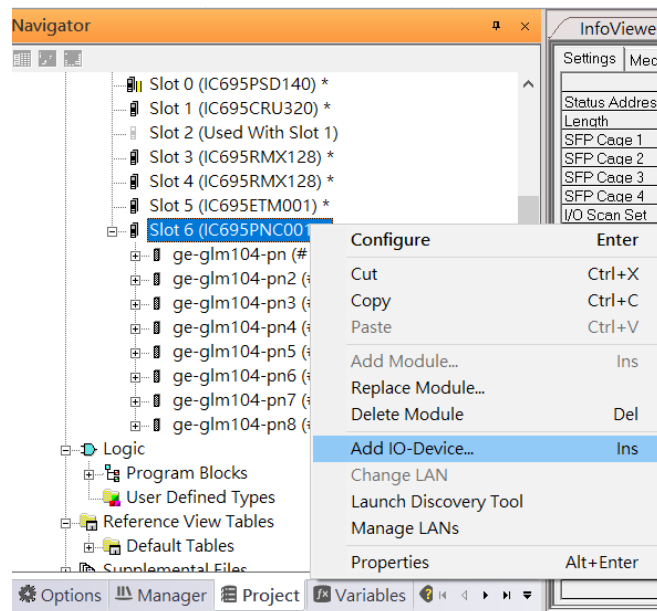 Navigator
Slot 0 (IC695PSD140) *
Slot 1 (IC695CRU320) *
Slot 2 (Used With Slot 1)
Slot 3 (IC695RMX128) *
Slot 4 (IC695RMX128) *
Slot 5 (IC695ETM001) *
Slot 6 (IC695PNC001
ge-glm104-pn (#
ge-glm104-pn2 (
ge-glm104-pn3 (
ge-glm104-pn4 (
ge-glm104-pn5 (
ge-glm104-pn6 (
ge-glm104-pn7 (
ge-glm104-pn8 (
Logic
Program Blocks
User Defined Types
Reference View Tables
Default Tables
Supplemental Files
Options Manager Project Variables
Configure Enter
Cut Ctrl+X
Copy Ctrl+C
Paste Ctrl+V
Add Module... Ins
Replace Module...
Delete Module Del
Add IO-Device... Ins
Change LAN
Launch Discovery Tool
Manage LANs
Properties Alt+Enter
InfoViewe
Settings Med
Status Addres
Length
SFP Cage 1
SFP Cage 2
SFP Cage 3
SFP Cage 4
I/O Scan Set